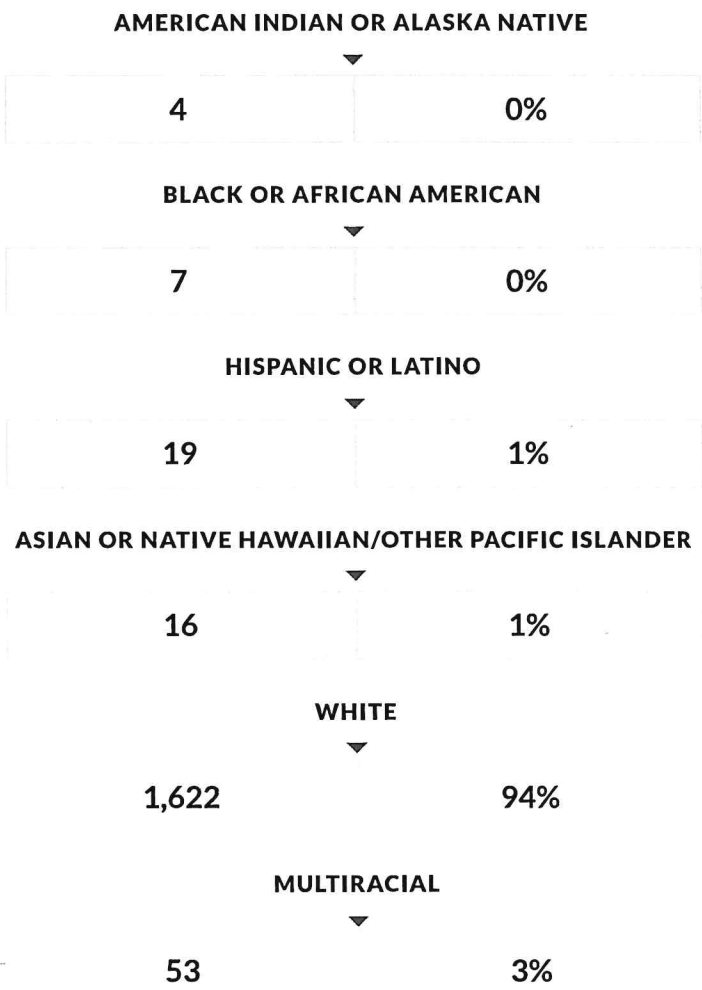 AMERICAN INDIAN OR ALASKA NATIVE
4 0%
BLACK OR AFRICAN AMERICAN
7 0%
HISPANIC OR LATINO
19 1%
ASIAN OR NATIVE HAWAIIAN/OTHER PACIFIC ISLANDER
16 1%
WHITE
1,622 94%
MULTIRACIAL
53 3%